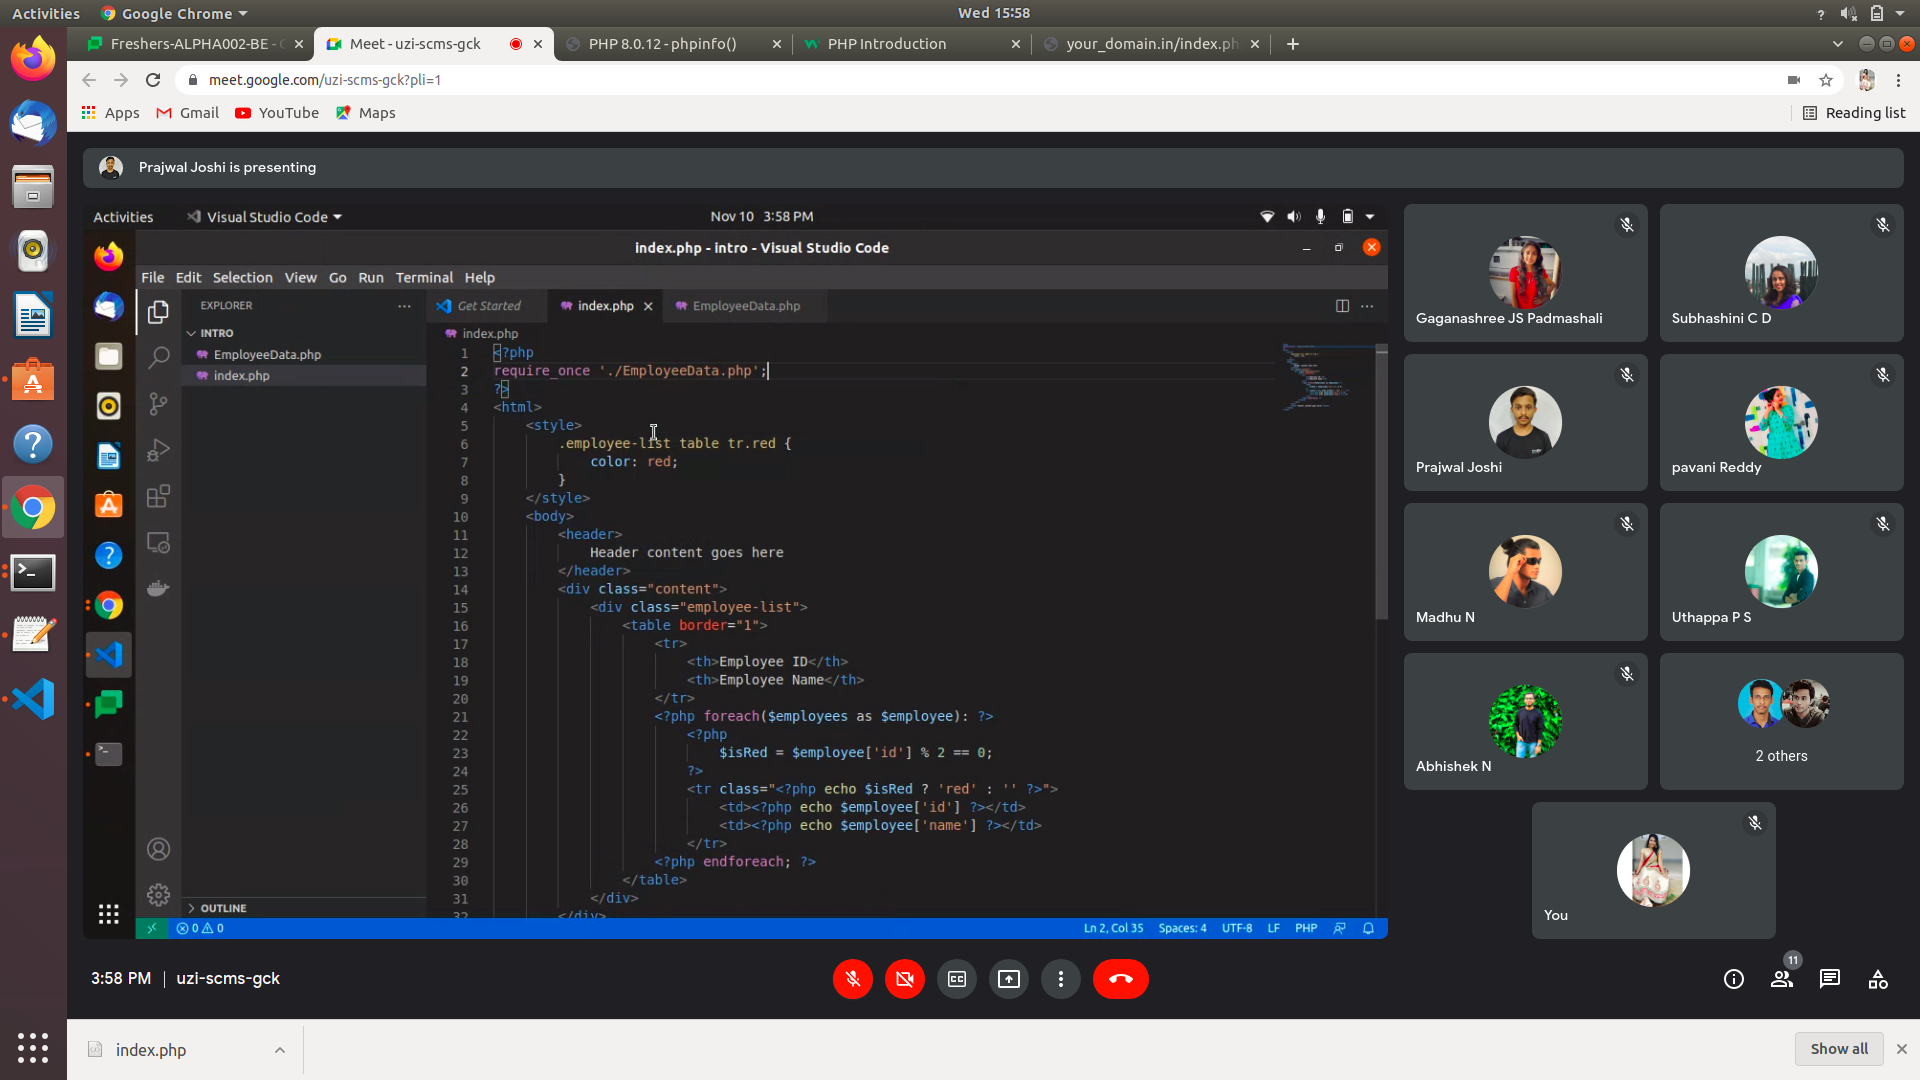 Activities
Google Chrome
Wed 15:58
?
Freshers-ALPHA002-BE -
Meet - uzi-scms-gck
PHP 8.0.12 - phpinfo()
PHP Introduction
your_domain.in/index.ph
meet.google.com/uzi-scms-gck?pli=1
Apps
Gmail
YouTube
Maps
Reading list
Prajwal Joshi is presenting
Activities
Visual Studio Code
Nov 10 3:58 PM
index.php - intro - Visual Studio Code
File Edit Selection View Go Run Terminal Help
EXPLORER
Get Started
index.php
EmployeeData.php
INTRO
EmployeeData.php
index.php
OUTLINE
index.php
1 <?php
2 require_once './EmployeeData.php';
3 ?>
4 <html>
5 <style>
6 .employee-list table tr.red {
7 color: red;
8 }
9 </style>
10 <body>
11 <header>
12 Header content goes here
13 </header>
14 <div class="content">
15 <div class="employee-list">
16 <table border="1">
17 <tr>
18 <th>Employee ID</th>
19 <th>Employee Name</th>
20 </tr>
21 <?php foreach($employees as $employee): ?>
22 <?php
23 $isRed = $employee['id'] % 2 == 0;
24 ?>
25 <tr class="<?php echo $isRed ? 'red' : '' ?>">
26 <td><?php echo $employee['id'] ?></td>
27 <td><?php echo $employee['name'] ?></td>
28 </tr>
29 <?php endforeach; ?>
30 </table>
31 </div>
32 </div>
0 0
Ln 2, Col 35
Spaces: 4
UTF-8
LF
PHP
Gaganashree JS Padmashali
Subhashini C D
Prajwal Joshi
pavani Reddy
Madhu N
Uthappa P S
Abhishek N
2 others
You
3:58 PM | uzi-scms-gck
CC
11
index.php
Show all